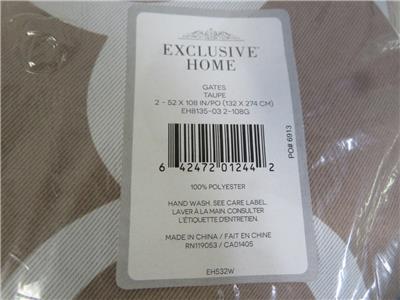 EXCLUSIVE™
HOME
GATES
TAUPE
2 - 52 X 108 IN/PO (132 X 274 CM)
EH8135-03 2-108G
6 42472 01244 2
100% POLYESTER
HAND WASH. SEE CARE LABEL.
LAVER À LA MAIN. CONSULTER
L'ÉTIQUETTE D'ENTRETIEN.
MADE IN CHINA / FAIT EN CHINE
RN119053 / CA01405
EH532W
PO# 6913